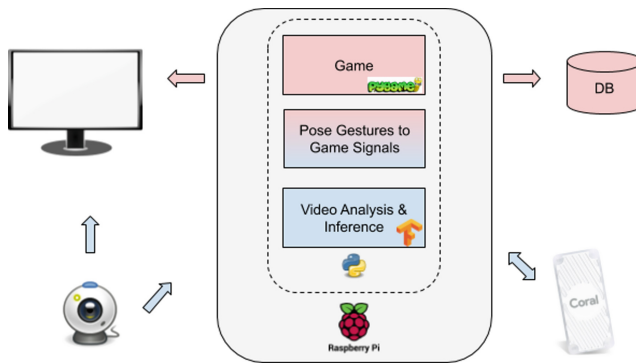 Game
pygame
DB
Pose Gestures to
Game Signals
Video Analysis &
Inference
Coral
Raspberry Pi